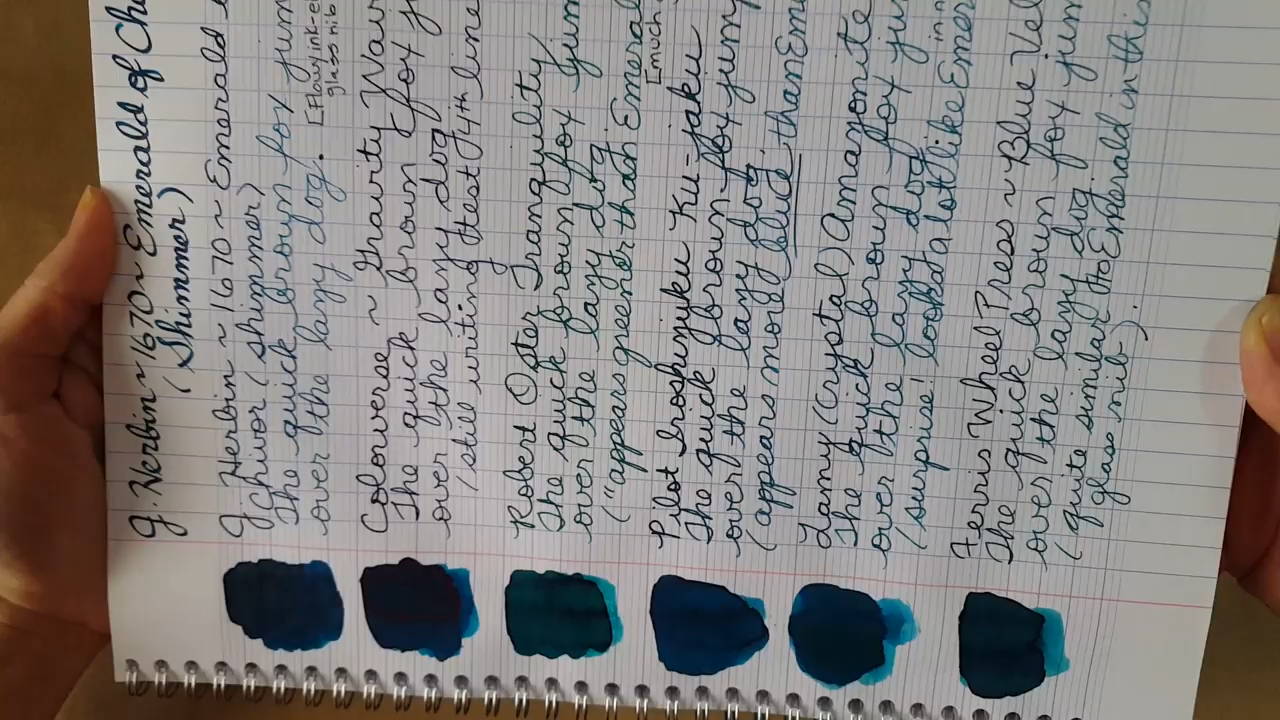 J. Herbin ~ 1670 ~ Emerald of
(Shimmer)
J. Herbin ~ 1670 ~ Emerald
Chivor (shimmer)
The quick brown fox jum
over the lazy dog. [Flowy ink-
glass nib
Colorverse ~ Gravity Wav
The quick brown fox
over the lazy dog
(still writing test with line
Robert Oster Tranquility
The quick brown fox jum
over the lazy dog.
("appears greener than Emeral
[Much
Pilot Iroshizuku Ku-jaku
The quick brown fox jump
over the lazy dog.
(appears more blue than Eme
Lamy (Crystal) Amazonite
The quick brown fox ju
over the lazy dog
(surprise! looks a lot like Emer
Ferris Wheel Press ~ Blue Vel
The quick brown fox jum
over the lazy dog.
(quite similar to Emerald in this
glass nib).